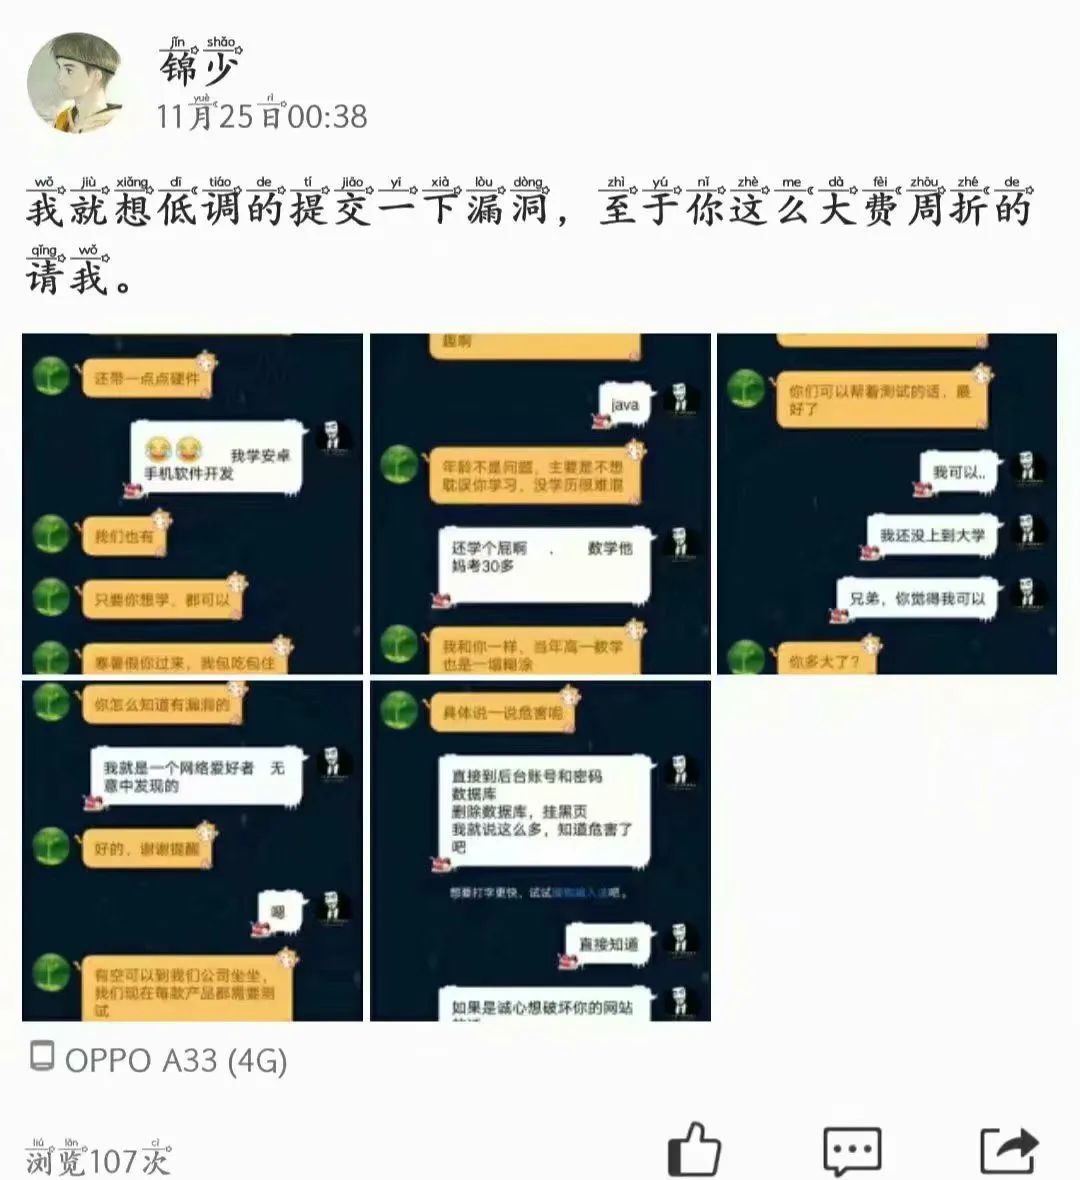 jǐn shǎo
锦少
yuè rì
11月25日00:38
wǒ jiù xiǎng dī tiáo de tí jiāo yī xià lòu dòng zhì yú nǐ zhè me dà fèi zhōu zhé de
我就想低调的提交一下漏洞，至于你这么大费周折的
qǐng wǒ
请我。
还带一点点硬件
😂😂 我学安卓
手机软件开发
我们也有
只要你想学，都可以
寒暑假你过来，我包吃包住
趣啊
java
年龄不是问题，主要是不想
耽误你学习，没学历很难混
还学个屁啊 . 数学他
妈考30多
我和你一样，当年高一数学
也是一塌糊涂
你们可以帮着测试的话，最
好了
我可以..
我还没上到大学
兄弟，你觉得我可以
你多大了？
你怎么知道有漏洞的
我就是一个网络爱好者 无
意中发现的
好的，谢谢提醒
嗯
有空可以到我们公司坐坐，
我们现在每款产品都需要测
试
具体说一说危害呢
直接到后台账号和密码
数据库
删除数据库，挂黑页
我就说这么多，知道危害了
吧
想要打字更快，试试搜狗输入法吧。
直接知道
如果是诚心想破坏你的网站
OPPO A33 (4G)
liú lǎn cì
浏览107次